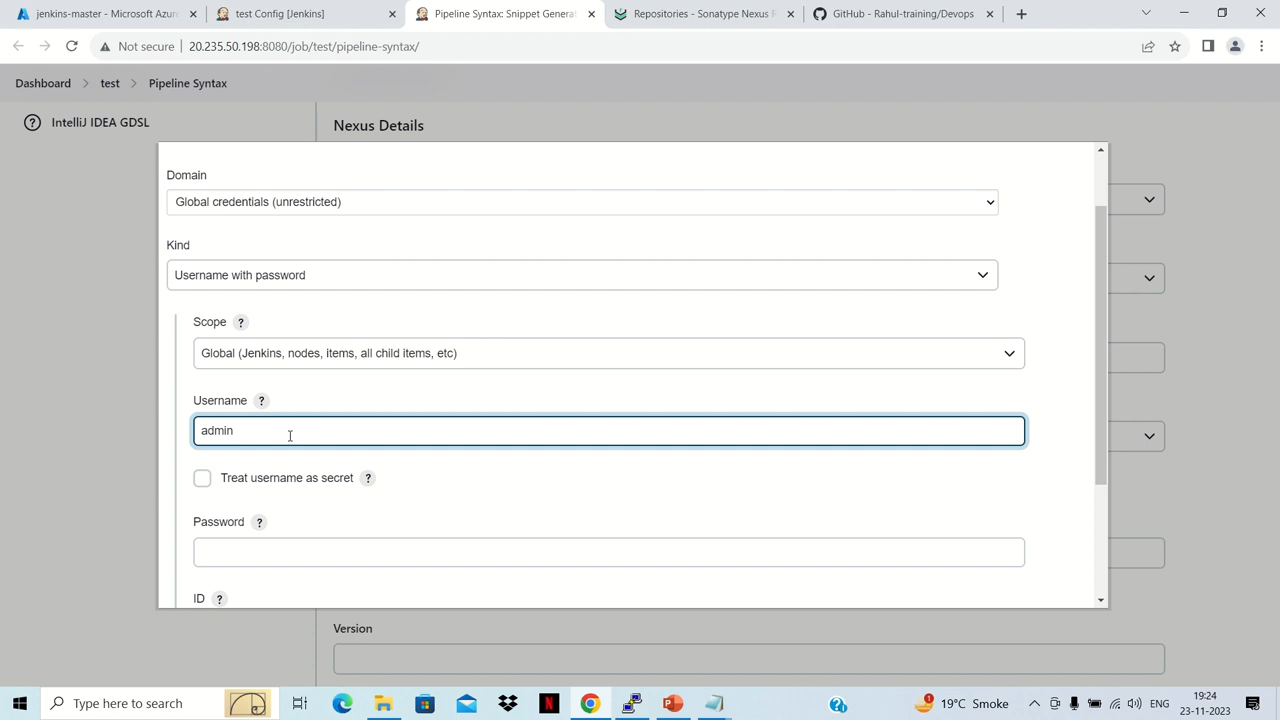 jenkins-master - Microsoft Azur
test Config [Jenkins]
Pipeline Syntax: Snippet Generat
Repositories - Sonatype Nexus R
GitHub - Rahul-training/Devops
Not secure
20.235.50.198:8080/job/test/pipeline-syntax/
Dashboard > test > Pipeline Syntax
IntelliJ IDEA GDSL
Nexus Details
Domain
Global credentials (unrestricted)
Kind
Username with password
Scope ?
Global (Jenkins, nodes, items, all child items, etc)
Username ?
admin
Treat username as secret ?
Password ?
ID ?
Version
Type here to search
1
19°C Smoke
ENG
19:24
23-11-2023